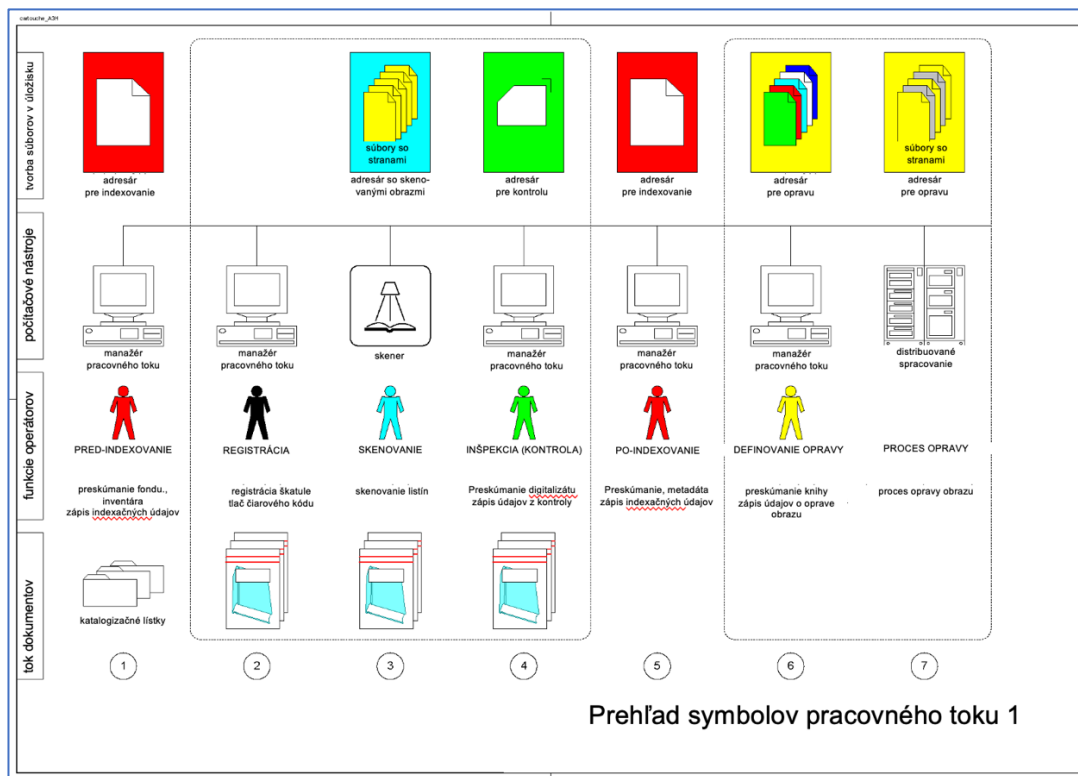 cartouche_A3H
tvorba súborov v úložisku
súbory so
stranami
súbory so
stranami
adresár
pre indexovanie
adresár so skeno-
vanými obrazmi
adresár
pre kontrolu
adresár
pre indexovanie
adresár
pre opravu
adresár
pre opravu
počítačové nástroje
manažér
pracovného toku
manažér
pracovného toku
skener
manažér
pracovného toku
manažér
pracovného toku
manažér
pracovného toku
distribuované
spracovanie
funkcie operátorov
PRED-INDEXOVANIE
REGISTRÁCIA
SKENOVANIE
INŠPEKCIA (KONTROLA)
PO-INDEXOVANIE
DEFINOVANIE OPRAVY
PROCES OPRAVY
preskúmanie fondu.,
inventára
zápis indexačných údajov
registrácia škatule
tlač čiarového kódu
skenovanie listín
Preskúmanie digitalizátu
zápis údajov z kontroly
Preskúmanie, metadáta
zápis indexačných údajov
preskúmanie knihy
zápis údajov o oprave
obrazu
proces opravy obrazu
tok dokumentov
katalogizačné lístky
1
2
3
4
5
6
7
Prehľad symbolov pracovného toku 1